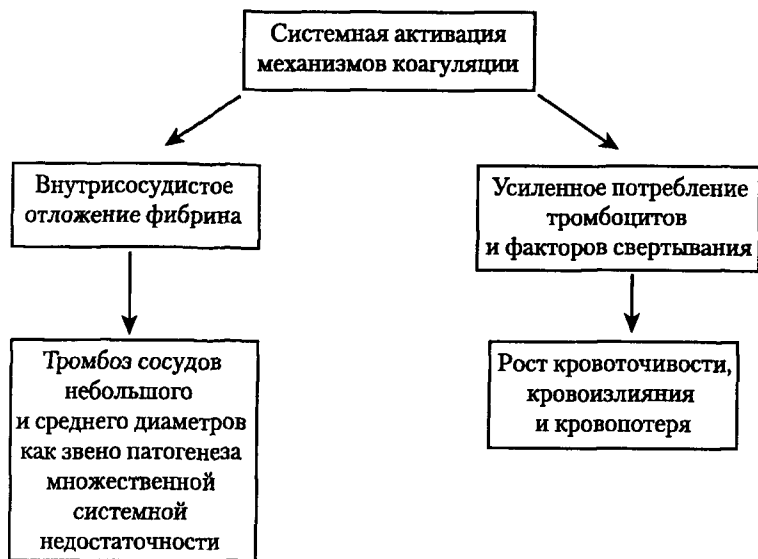 Системная активация
механизмов коагуляции
Внутрисосудистое
отложение фибрина
Усиленное потребление
тромбоцитов
и факторов свертывания
Тромбоз сосудов
небольшого
и среднего диаметров
как звено патогенеза
множественной
системной
недостаточности
Рост кровоточивости,
кровоизлияния
и кровопотеря